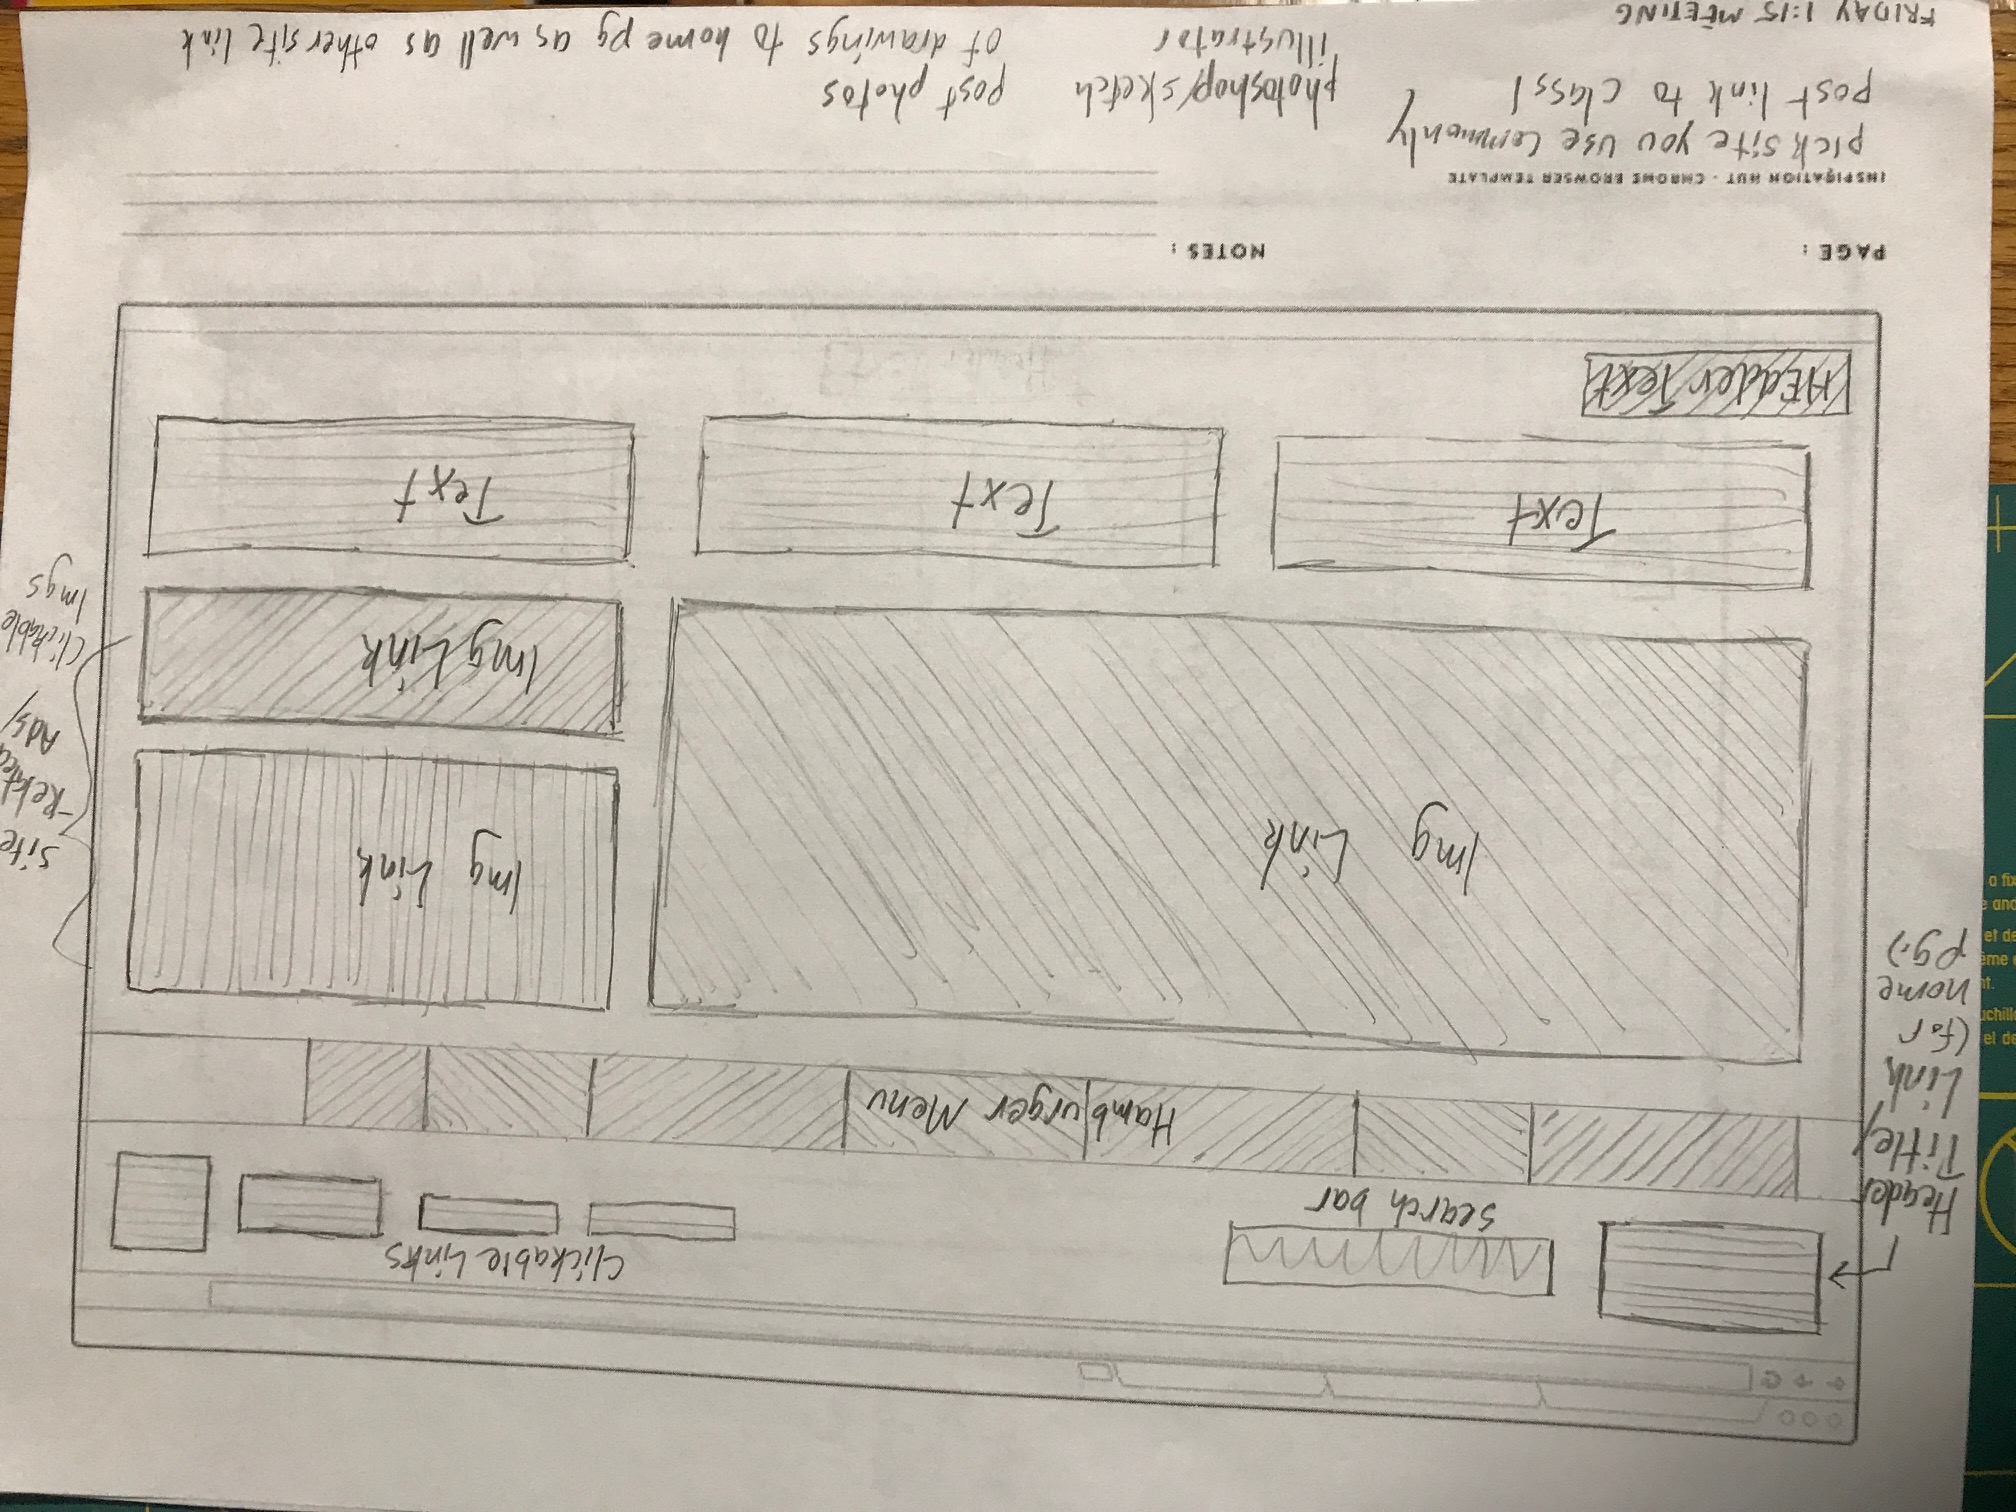 Site
-Related
Ads/
Clickable
Imgs
Clickable Links
search bar
Header
Title/
Link
(for
home
pg.)
Hamburger Menu
Img Link
Img Link
Img Link
Text
Text
Text
HEadder Text
PAGE:
NOTES:
INSPIRATION HUT - CHROME BROWSER TEMPLATE
pick site you use commonly
post link to class1
photoshop/sketch
illustrator
post photos
of drawings to home pg as well as other site link
FRIDAY 1:15 MEETING